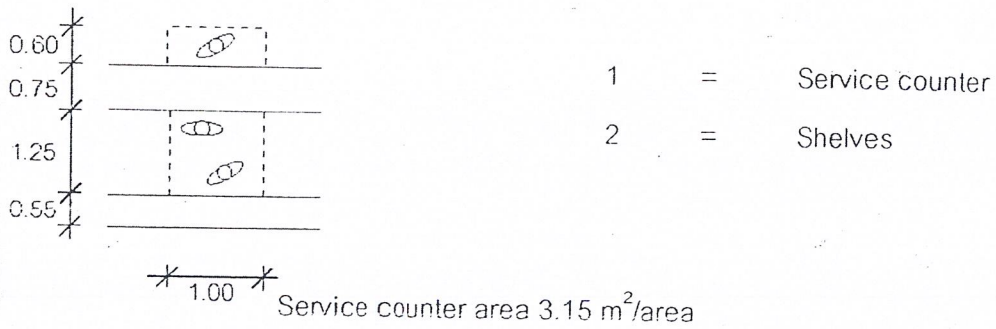 0.60
0.75
1.25
0.55
1.00
1 = Service counter
2 = Shelves
Service counter area 3.15 m²/area